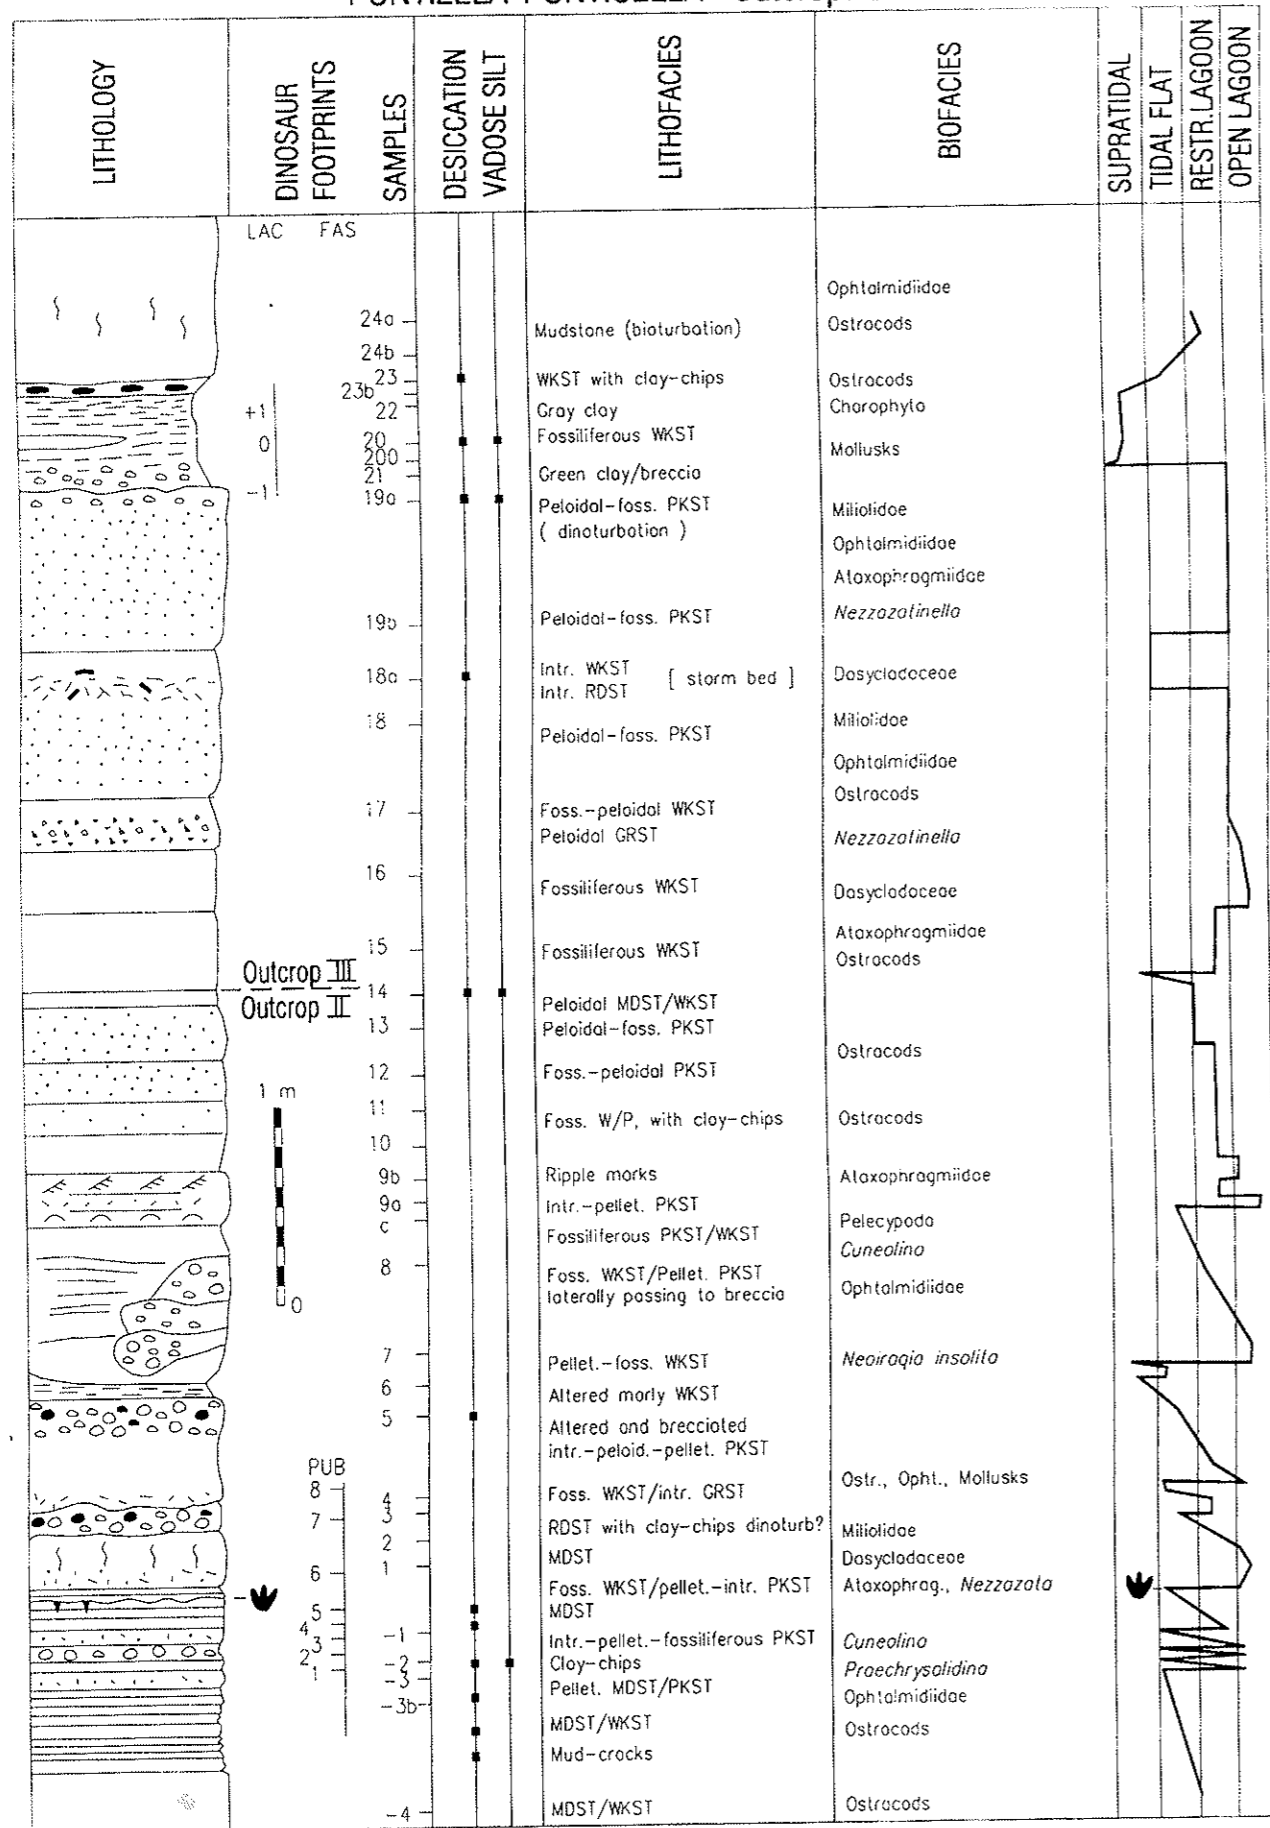 LITHOLOGY
DINOSAUR
FOOTPRINTS
SAMPLES
DESICCATION
VADOSE SILT
LITHOFACIES
BIOFACIES
SUPRATIDAL
TIDAL FLAT
RESTR.LAGOON
OPEN LAGOON
LAC FAS
Ophtalmidiidae
24a Mudstone (bioturbation) Ostracods
24b
23 WKST with clay-chips Ostracods
23b
+1 22 Gray clay Charophyta
0 20 Fossiliferous WKST Mollusks
200
21 Green clay/breccia
-1 19a Peloidal-foss. PKST Miliolidae
( dinoturbation )
Ophtalmidiidae
Ataxophragmiidae
19b Peloidal-foss. PKST Nezzazatinella
18a Intr. WKST [ storm bed ] Dasycladaceae
Intr. RDST
18 Peloidal-foss. PKST Miliolidae
Ophtalmidiidae
Ostracods
17 Foss.-peloidal WKST
Peloidal GRST Nezzazatinella
16 Fossiliferous WKST Dasycladaceae
Ataxophragmiidae
15 Fossiliferous WKST Ostracods
Outcrop III
Outcrop II
14 Peloidal MDST/WKST
13 Peloidal-foss. PKST
Ostracods
12 Foss.-peloidal PKST
1 m
11 Foss. W/P, with clay-chips Ostracods
10
9b Ripple marks Ataxophragmiidae
9a Intr.-pellet. PKST
c Fossiliferous PKST/WKST Pelecypoda
Cuneolina
8 Foss. WKST/Pellet. PKST
laterally passing to breccia Ophtalmidiidae
0
7 Pellet.-foss. WKST Neoiraqia insolita
6 Altered marly WKST
5 Altered and brecciated
intr.-peloid.-pellet. PKST
PUB
8 4 Foss. WKST/intr. GRST Ostr., Opht., Mollusks
7 3 RDST with clay-chips dinoturb? Miliolidae
2 MDST Dasycladaceae
6 1 Foss. WKST/pellet.-intr. PKST Ataxophrag., Nezzazata
5 MDST
4 -1 Intr.-pellet.-fossiliferous PKST Cuneolina
3
2 -2 Clay-chips Praechrysalidina
1 -3 Pellet. MDST/PKST Ophtalmidiidae
-3b
MDST/WKST Ostracods
Mud-cracks
-4 MDST/WKST Ostracods